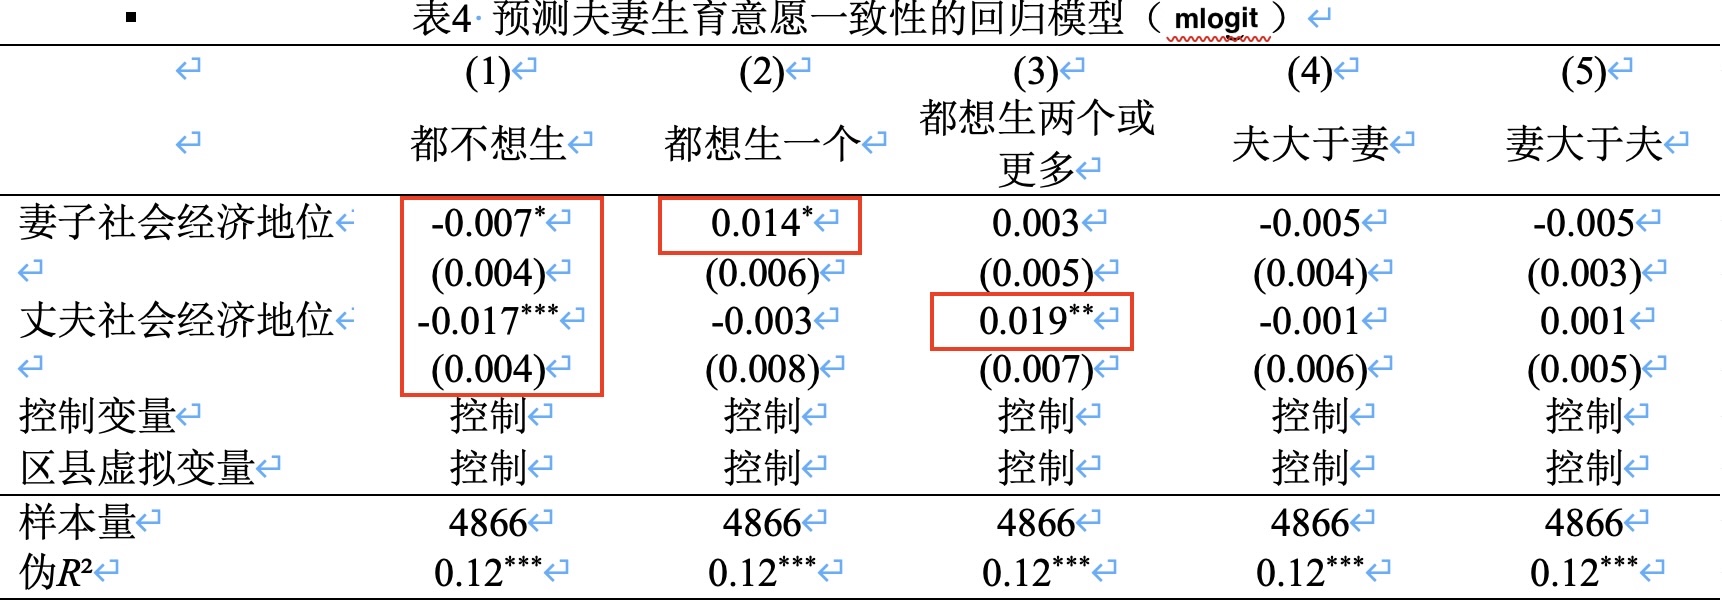 表4 预测夫妻生育意愿一致性的回归模型（mlogit）
(1) (2) (3) (4) (5)
都不想生 都想生一个 都想生两个或更多 夫大于妻 妻大于夫
妻子社会经济地位 -0.007* 0.014* 0.003 -0.005 -0.005
(0.004) (0.006) (0.005) (0.004) (0.003)
丈夫社会经济地位 -0.017*** -0.003 0.019** -0.001 0.001
(0.004) (0.008) (0.007) (0.006) (0.005)
控制变量 控制 控制 控制 控制 控制
区县虚拟变量 控制 控制 控制 控制 控制
样本量 4866 4866 4866 4866 4866
伪R² 0.12*** 0.12*** 0.12*** 0.12*** 0.12***